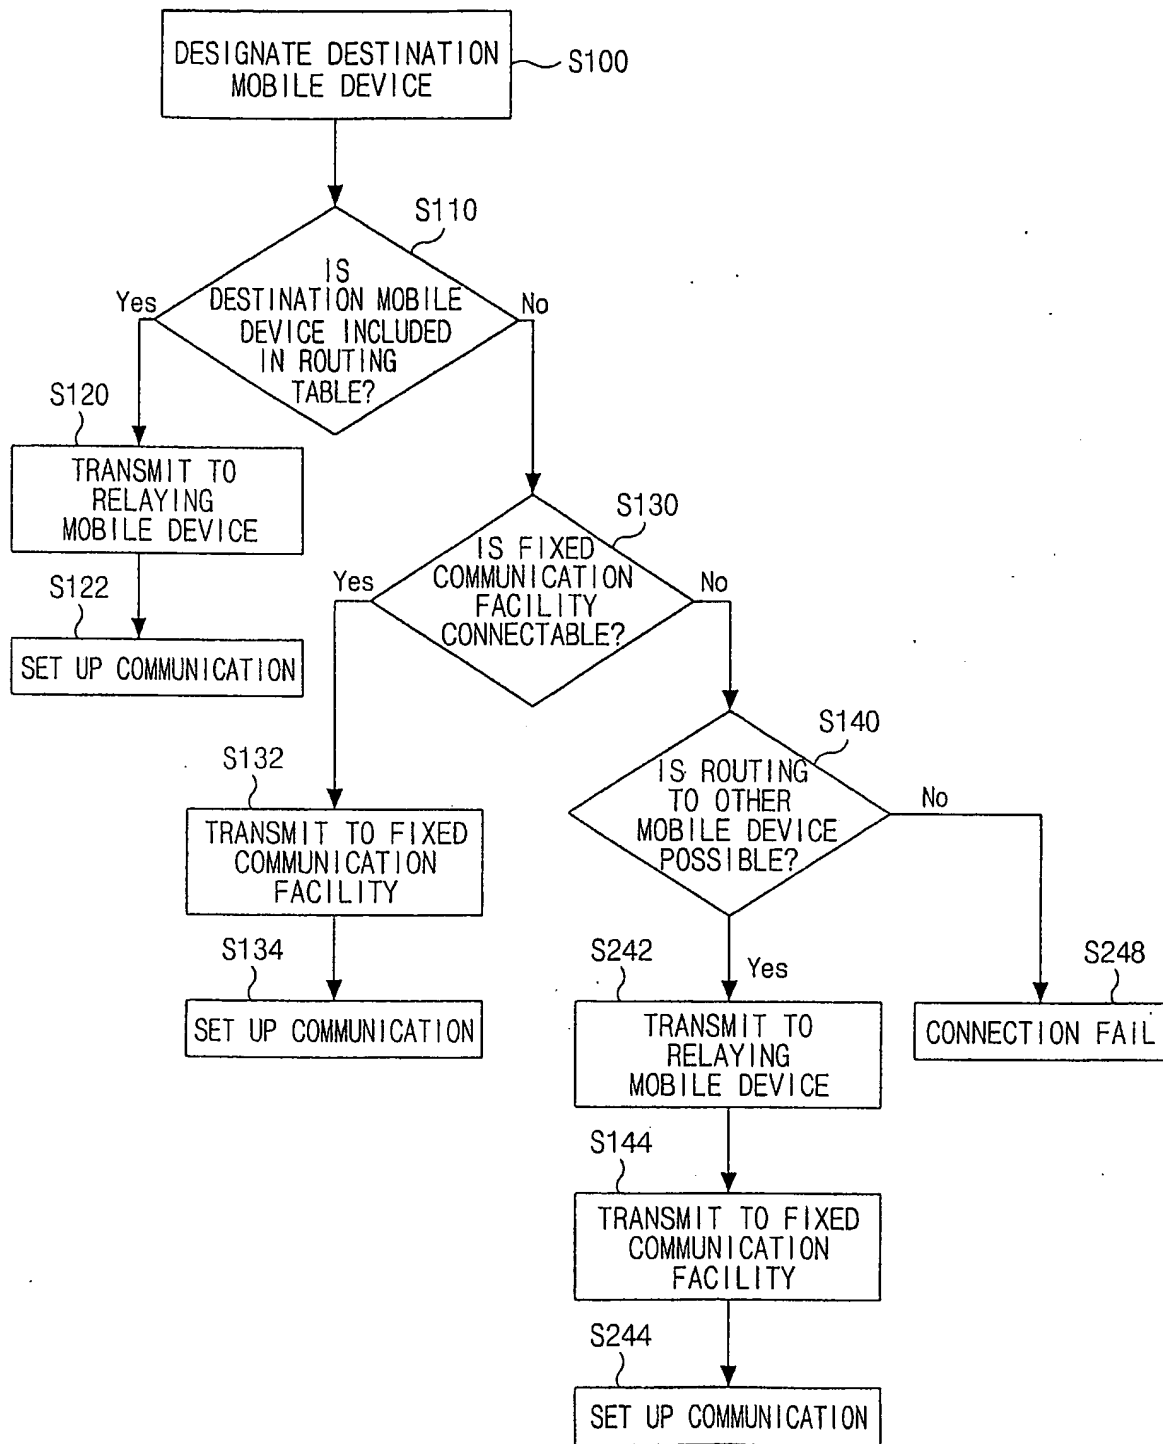 DESIGNATE DESTINATION
MOBILE DEVICE
S100
S110
IS
DESTINATION MOBILE
DEVICE INCLUDED
IN ROUTING
TABLE?
Yes
No
S120
TRANSMIT TO
RELAYING
MOBILE DEVICE
S122
SET UP COMMUNICATION
S130
IS FIXED
COMMUNICATION
FACILITY
CONNECTABLE?
Yes
No
S132
TRANSMIT TO FIXED
COMMUNICATION
FACILITY
S134
SET UP COMMUNICATION
S140
IS ROUTING
TO OTHER
MOBILE DEVICE
POSSIBLE?
No
Yes
S242
TRANSMIT TO
RELAYING
MOBILE DEVICE
S248
CONNECTION FAIL
S144
TRANSMIT TO FIXED
COMMUNICATION
FACILITY
S244
SET UP COMMUNICATION